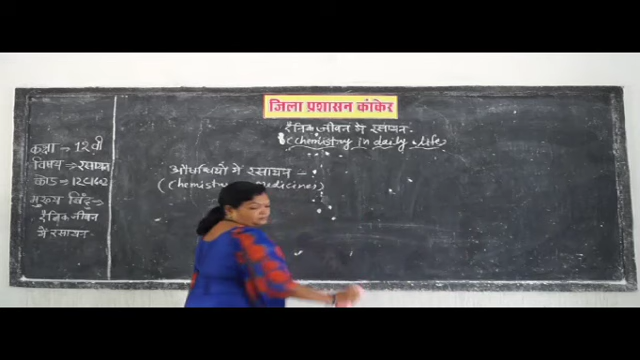 जिला प्रशासन कांकेर
दैनिक जीवन में रसायन
(Chemistry in daily life)
औषधियों में रसायन -
(Chemistry Medicines)
कक्षा → 12वीं
विषय → रसायन
कोड →
मुख्य बिंदु →
दैनिक जीवन
में रसायन